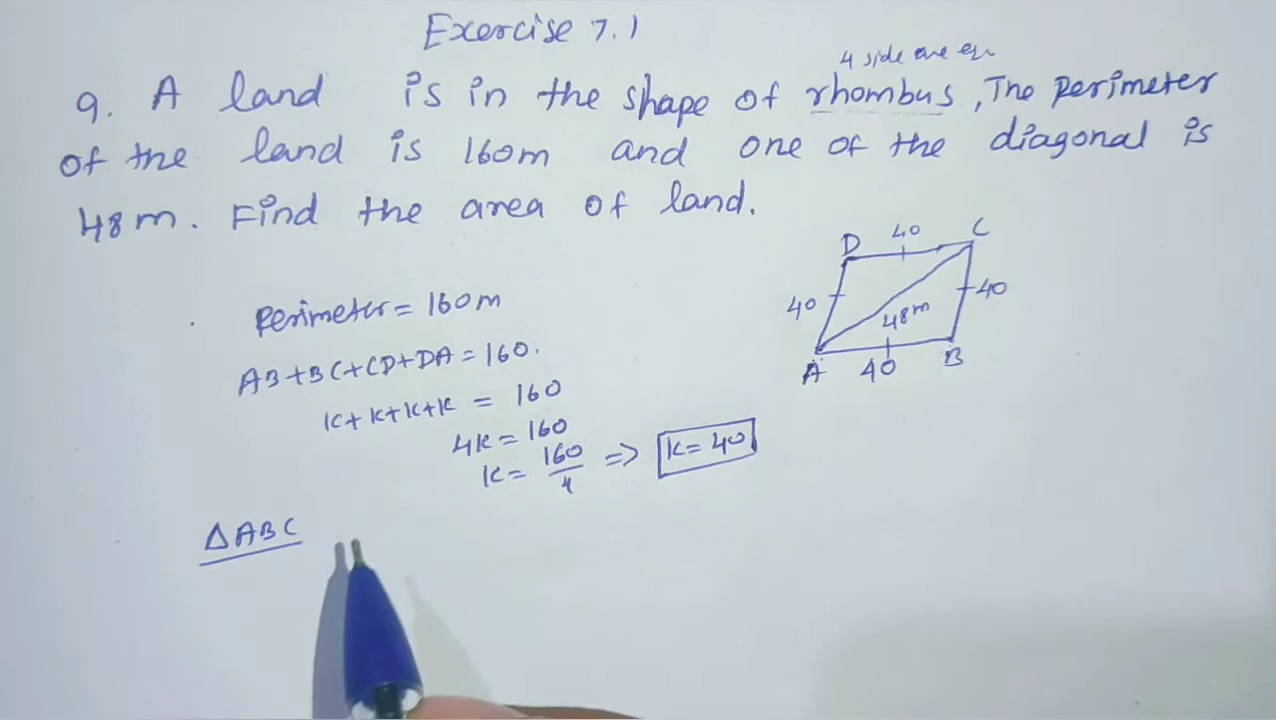 Exercise 7.1
4 side are eq
9. A land is in the shape of rhombus, The perimeter
of the land is 160m and one of the diagonal is
48m. Find the area of land.
D 40 C
40 48m 40
A 40 B
perimeter = 160m
AB+BC+CD+DA = 160.
K+K+K+K = 160
4K = 160
K = 160/4 => K = 40
△ABC